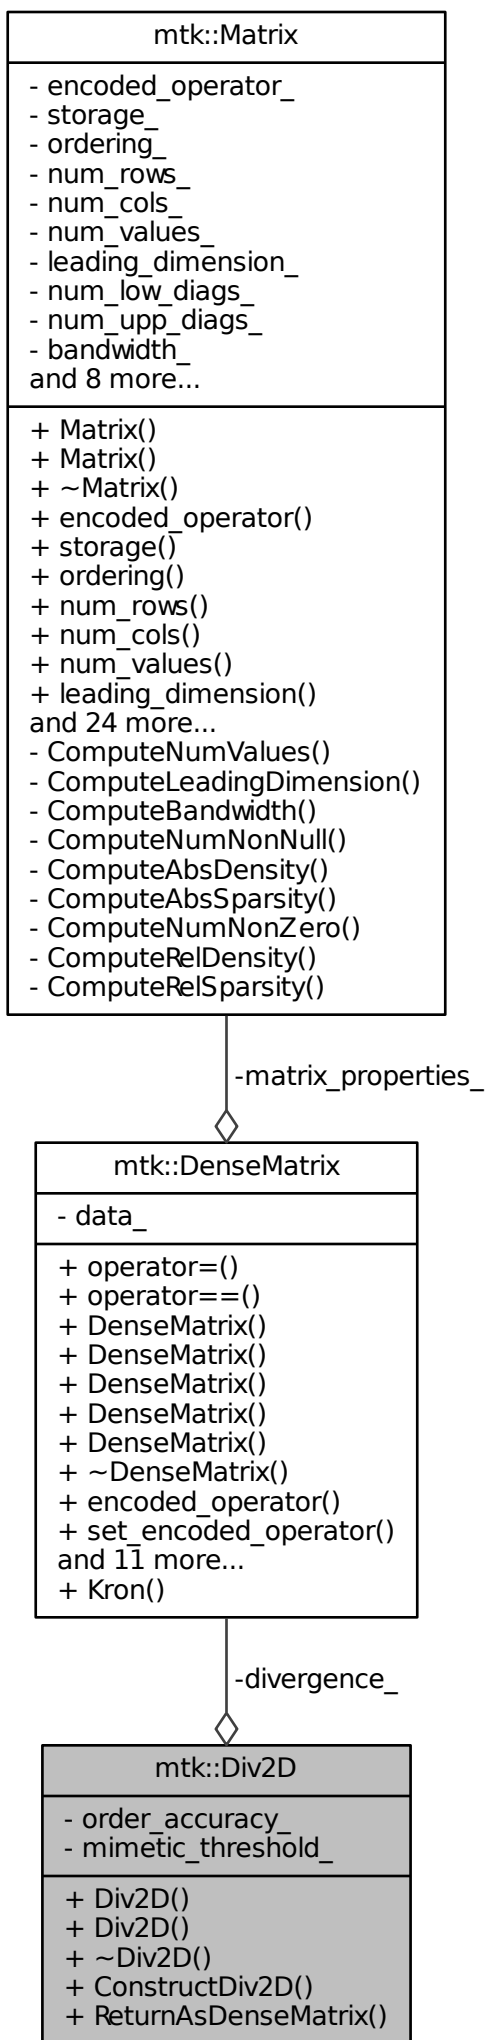 mtk::Matrix
- encoded_operator_
- storage_
- ordering_
- num_rows_
- num_cols_
- num_values_
- leading_dimension_
- num_low_diags_
- num_upp_diags_
- bandwidth_
and 8 more...
+ Matrix()
+ Matrix()
+ ~Matrix()
+ encoded_operator()
+ storage()
+ ordering()
+ num_rows()
+ num_cols()
+ num_values()
+ leading_dimension()
and 24 more...
- ComputeNumValues()
- ComputeLeadingDimension()
- ComputeBandwidth()
- ComputeNumNonNull()
- ComputeAbsDensity()
- ComputeAbsSparsity()
- ComputeNumNonZero()
- ComputeRelDensity()
- ComputeRelSparsity()
-matrix_properties_
mtk::DenseMatrix
- data_
+ operator=()
+ operator==()
+ DenseMatrix()
+ DenseMatrix()
+ DenseMatrix()
+ DenseMatrix()
+ DenseMatrix()
+ ~DenseMatrix()
+ encoded_operator()
+ set_encoded_operator()
and 11 more...
+ Kron()
-divergence_
mtk::Div2D
- order_accuracy_
- mimetic_threshold_
+ Div2D()
+ Div2D()
+ ~Div2D()
+ ConstructDiv2D()
+ ReturnAsDenseMatrix()